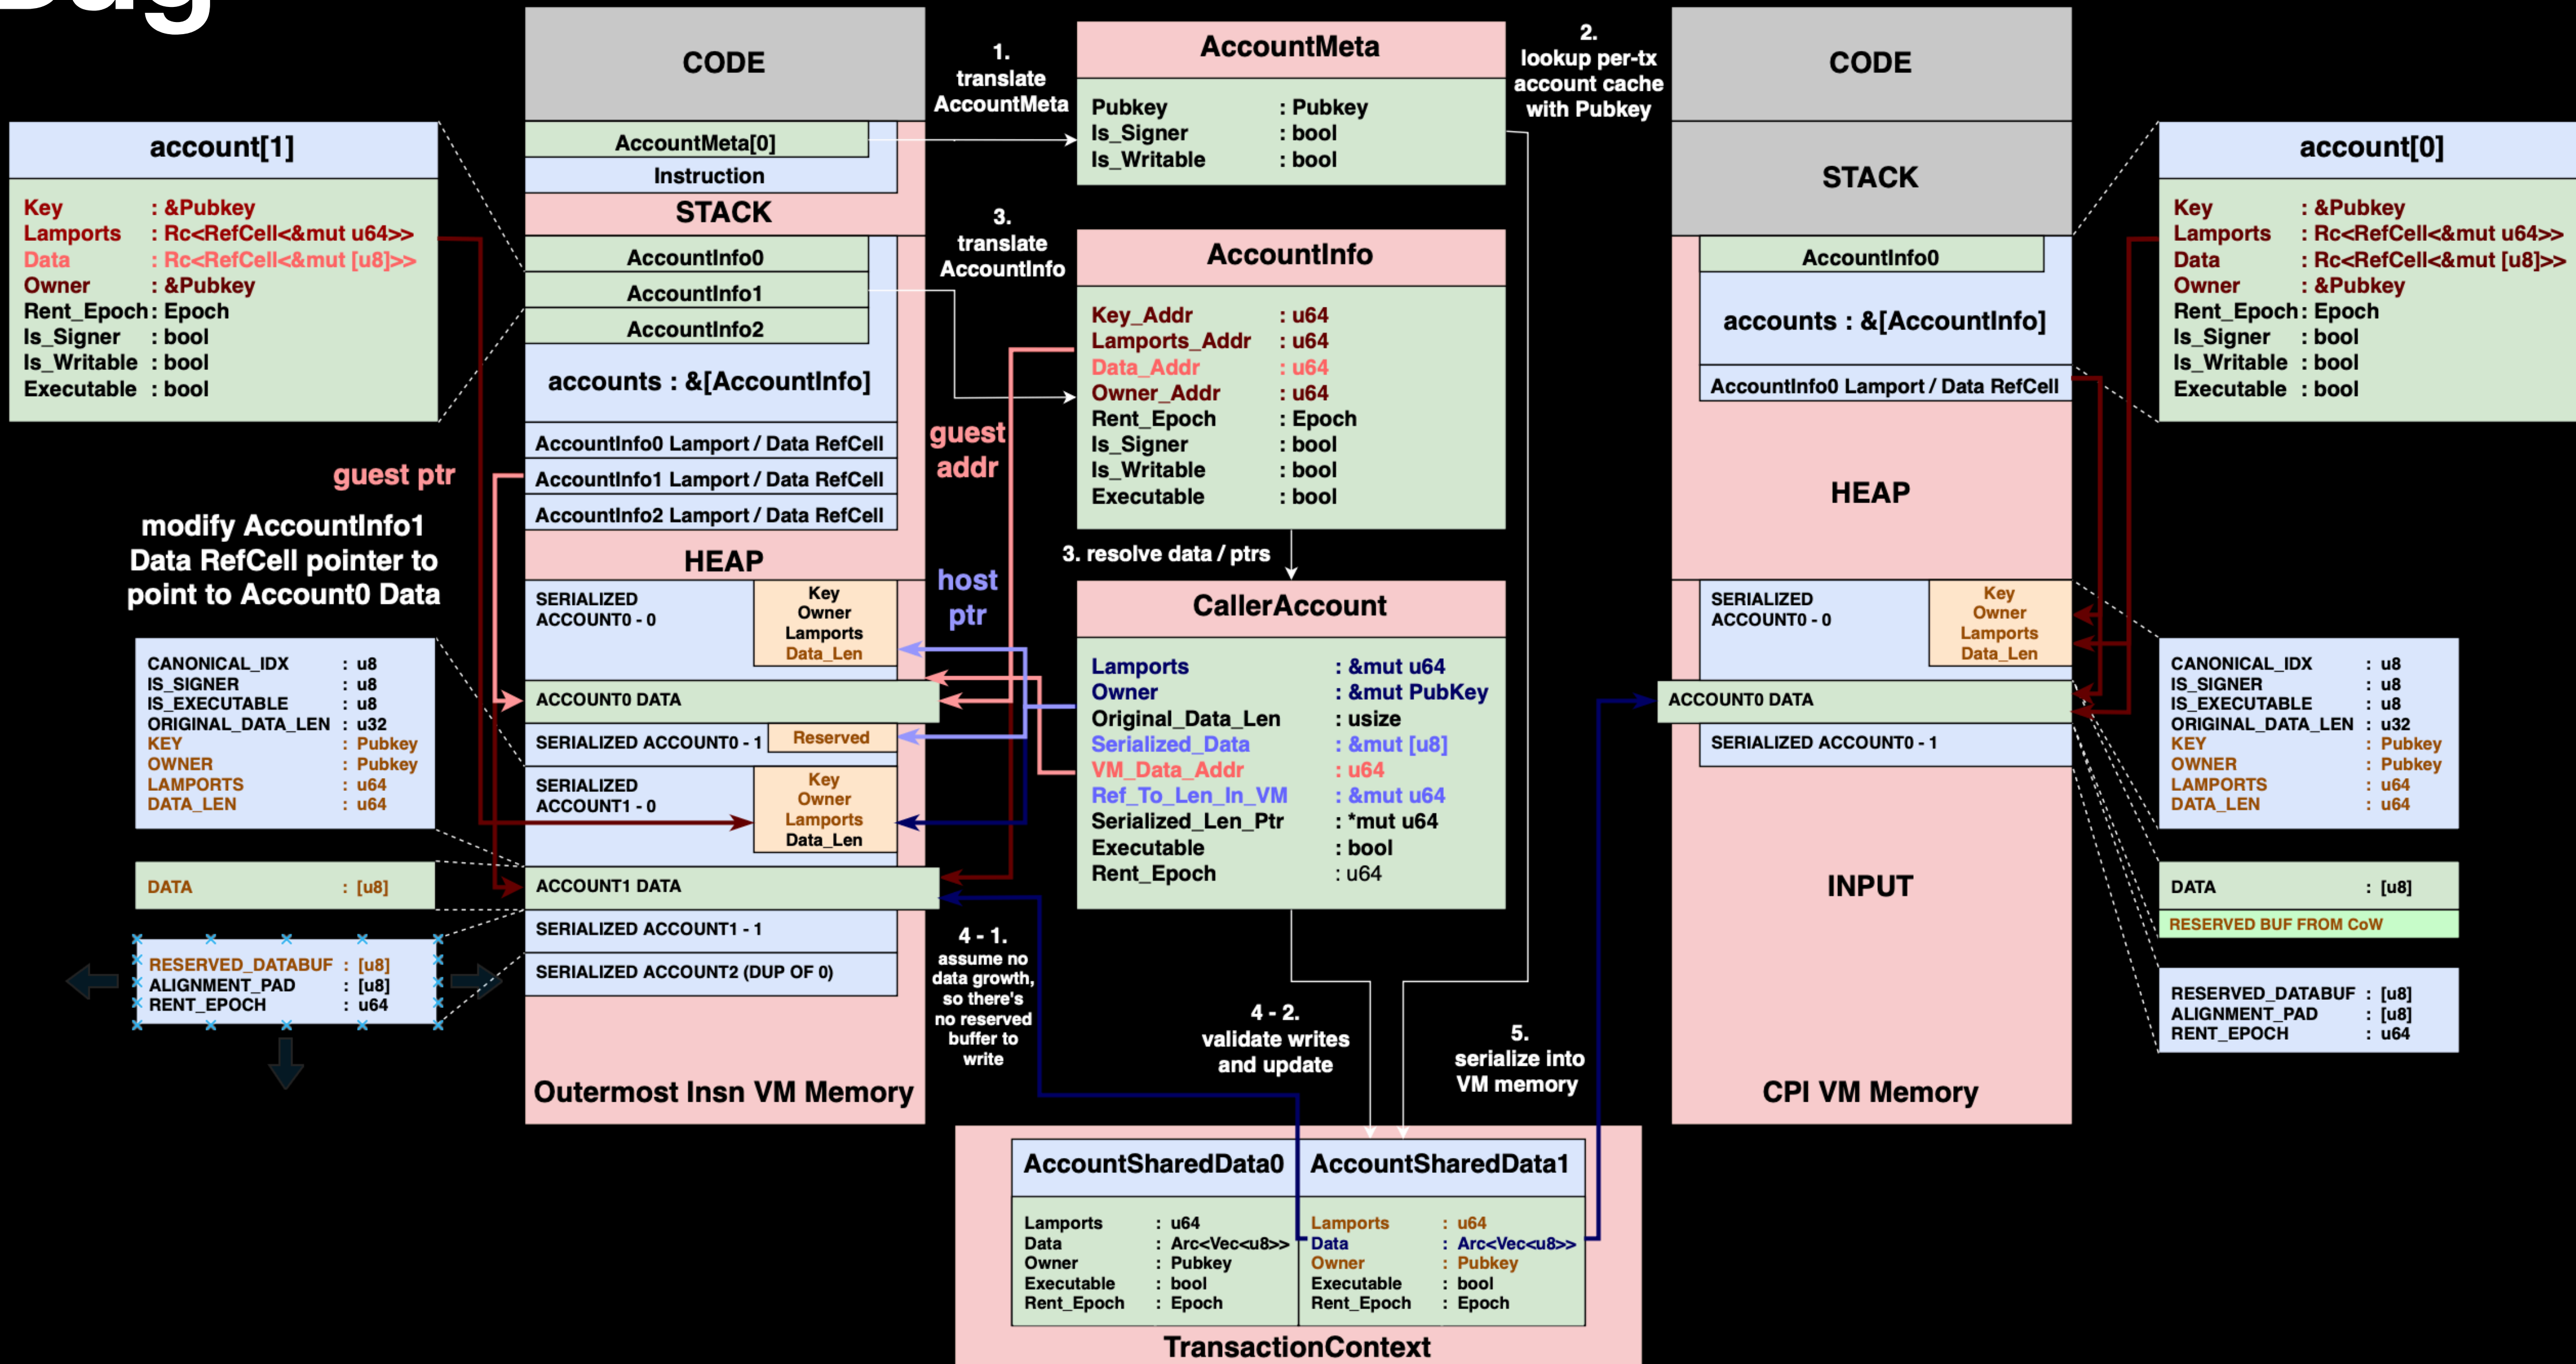 Bug
account[1]
Key : &Pubkey
Lamports : Rc<RefCell<&mut u64>>
Data : Rc<RefCell<&mut [u8]>>
Owner : &Pubkey
Rent_Epoch : Epoch
Is_Signer : bool
Is_Writable : bool
Executable : bool
guest ptr
modify AccountInfo1
Data RefCell pointer to
point to Account0 Data
CANONICAL_IDX : u8
IS_SIGNER : u8
IS_EXECUTABLE : u8
ORIGINAL_DATA_LEN : u32
KEY : Pubkey
OWNER : Pubkey
LAMPORTS : u64
DATA_LEN : u64
DATA : [u8]
RESERVED_DATABUF : [u8]
ALIGNMENT_PAD : [u8]
RENT_EPOCH : u64
CODE
AccountMeta[0]
Instruction
STACK
AccountInfo0
AccountInfo1
AccountInfo2
accounts : &[AccountInfo]
AccountInfo0 Lamport / Data RefCell
AccountInfo1 Lamport / Data RefCell
AccountInfo2 Lamport / Data RefCell
HEAP
SERIALIZED
ACCOUNT0 - 0
Key
Owner
Lamports
Data_Len
ACCOUNT0 DATA
SERIALIZED ACCOUNT0 - 1
Reserved
SERIALIZED
ACCOUNT1 - 0
Key
Owner
Lamports
Data_Len
ACCOUNT1 DATA
SERIALIZED ACCOUNT1 - 1
SERIALIZED ACCOUNT2 (DUP OF 0)
Outermost Insn VM Memory
1.
translate
AccountMeta
3.
translate
AccountInfo
guest
addr
host
ptr
4 - 1.
assume no
data growth,
so there's
no reserved
buffer to
write
AccountMeta
Pubkey : Pubkey
Is_Signer : bool
Is_Writable : bool
AccountInfo
Key_Addr : u64
Lamports_Addr : u64
Data_Addr : u64
Owner_Addr : u64
Rent_Epoch : Epoch
Is_Signer : bool
Is_Writable : bool
Executable : bool
3. resolve data / ptrs
CallerAccount
Lamports : &mut u64
Owner : &mut PubKey
Original_Data_Len : usize
Serialized_Data : &mut [u8]
VM_Data_Addr : u64
Ref_To_Len_In_VM : &mut u64
Serialized_Len_Ptr : *mut u64
Executable : bool
Rent_Epoch : u64
4 - 2.
validate writes
and update
2.
lookup per-tx
account cache
with Pubkey
5.
serialize into
VM memory
AccountSharedData0
Lamports : u64
Data : Arc<Vec<u8>>
Owner : Pubkey
Executable : bool
Rent_Epoch : Epoch
AccountSharedData1
Lamports : u64
Data : Arc<Vec<u8>>
Owner : Pubkey
Executable : bool
Rent_Epoch : Epoch
TransactionContext
CODE
STACK
AccountInfo0
accounts : &[AccountInfo]
AccountInfo0 Lamport / Data RefCell
HEAP
SERIALIZED
ACCOUNT0 - 0
Key
Owner
Lamports
Data_Len
ACCOUNT0 DATA
SERIALIZED ACCOUNT0 - 1
INPUT
CPI VM Memory
account[0]
Key : &Pubkey
Lamports : Rc<RefCell<&mut u64>>
Data : Rc<RefCell<&mut [u8]>>
Owner : &Pubkey
Rent_Epoch : Epoch
Is_Signer : bool
Is_Writable : bool
Executable : bool
CANONICAL_IDX : u8
IS_SIGNER : u8
IS_EXECUTABLE : u8
ORIGINAL_DATA_LEN : u32
KEY : Pubkey
OWNER : Pubkey
LAMPORTS : u64
DATA_LEN : u64
DATA : [u8]
RESERVED BUF FROM CoW
RESERVED_DATABUF : [u8]
ALIGNMENT_PAD : [u8]
RENT_EPOCH : u64